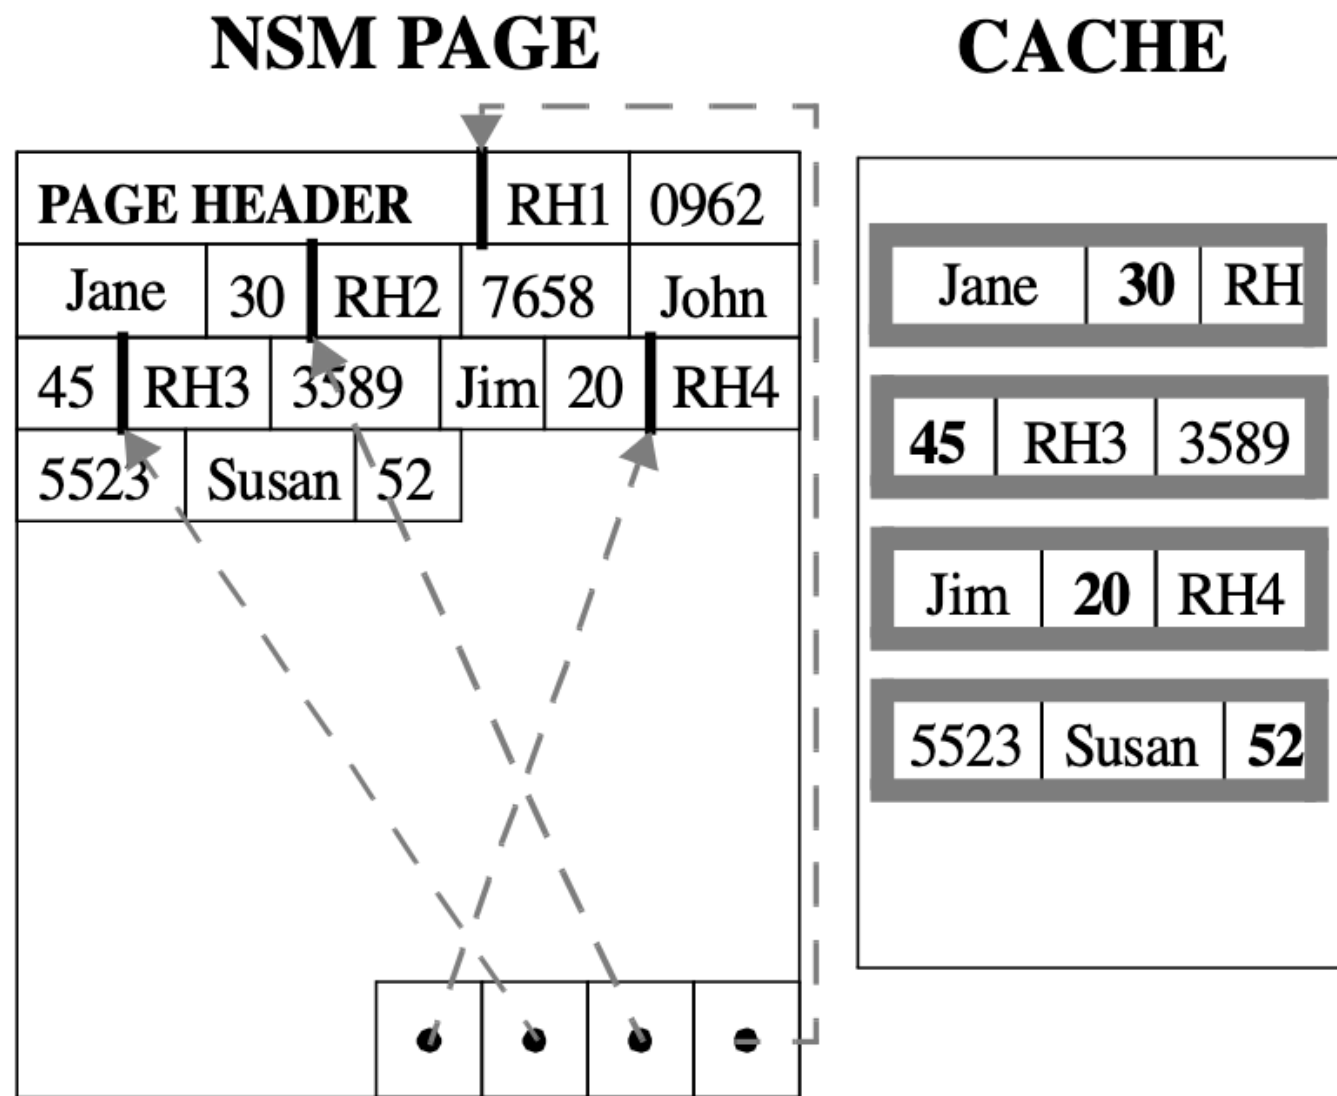 NSM PAGE
PAGE HEADER RH1 0962
Jane 30 RH2 7658 John
45 RH3 3589 Jim 20 RH4
5523 Susan 52
CACHE
Jane 30 RH
45 RH3 3589
Jim 20 RH4
5523 Susan 52